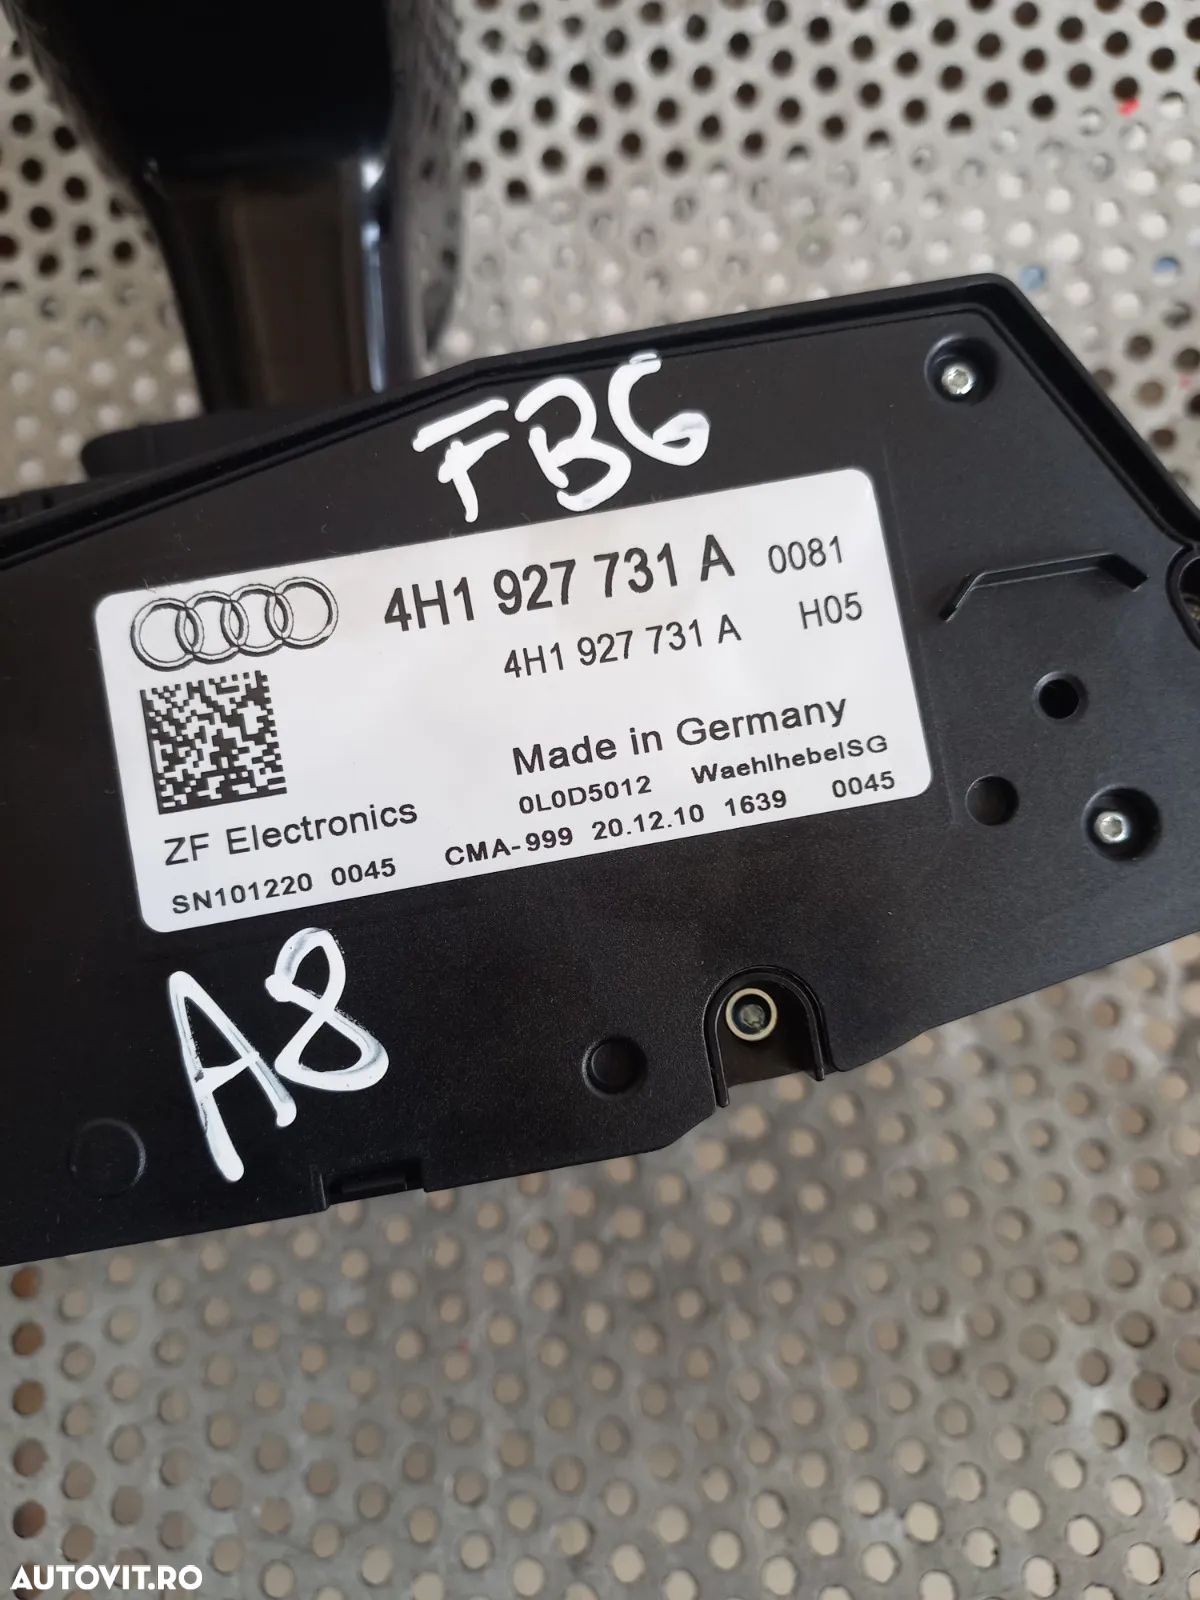 FBG
4H1 927 731 A 0081
4H1 927 731 A H05
Made in Germany
0L0D5012 WaehlhebelSG
ZF Electronics
SN101220 0045 CMA-999 20.12.10 1639 0045
A8
AUTOVIT.RO